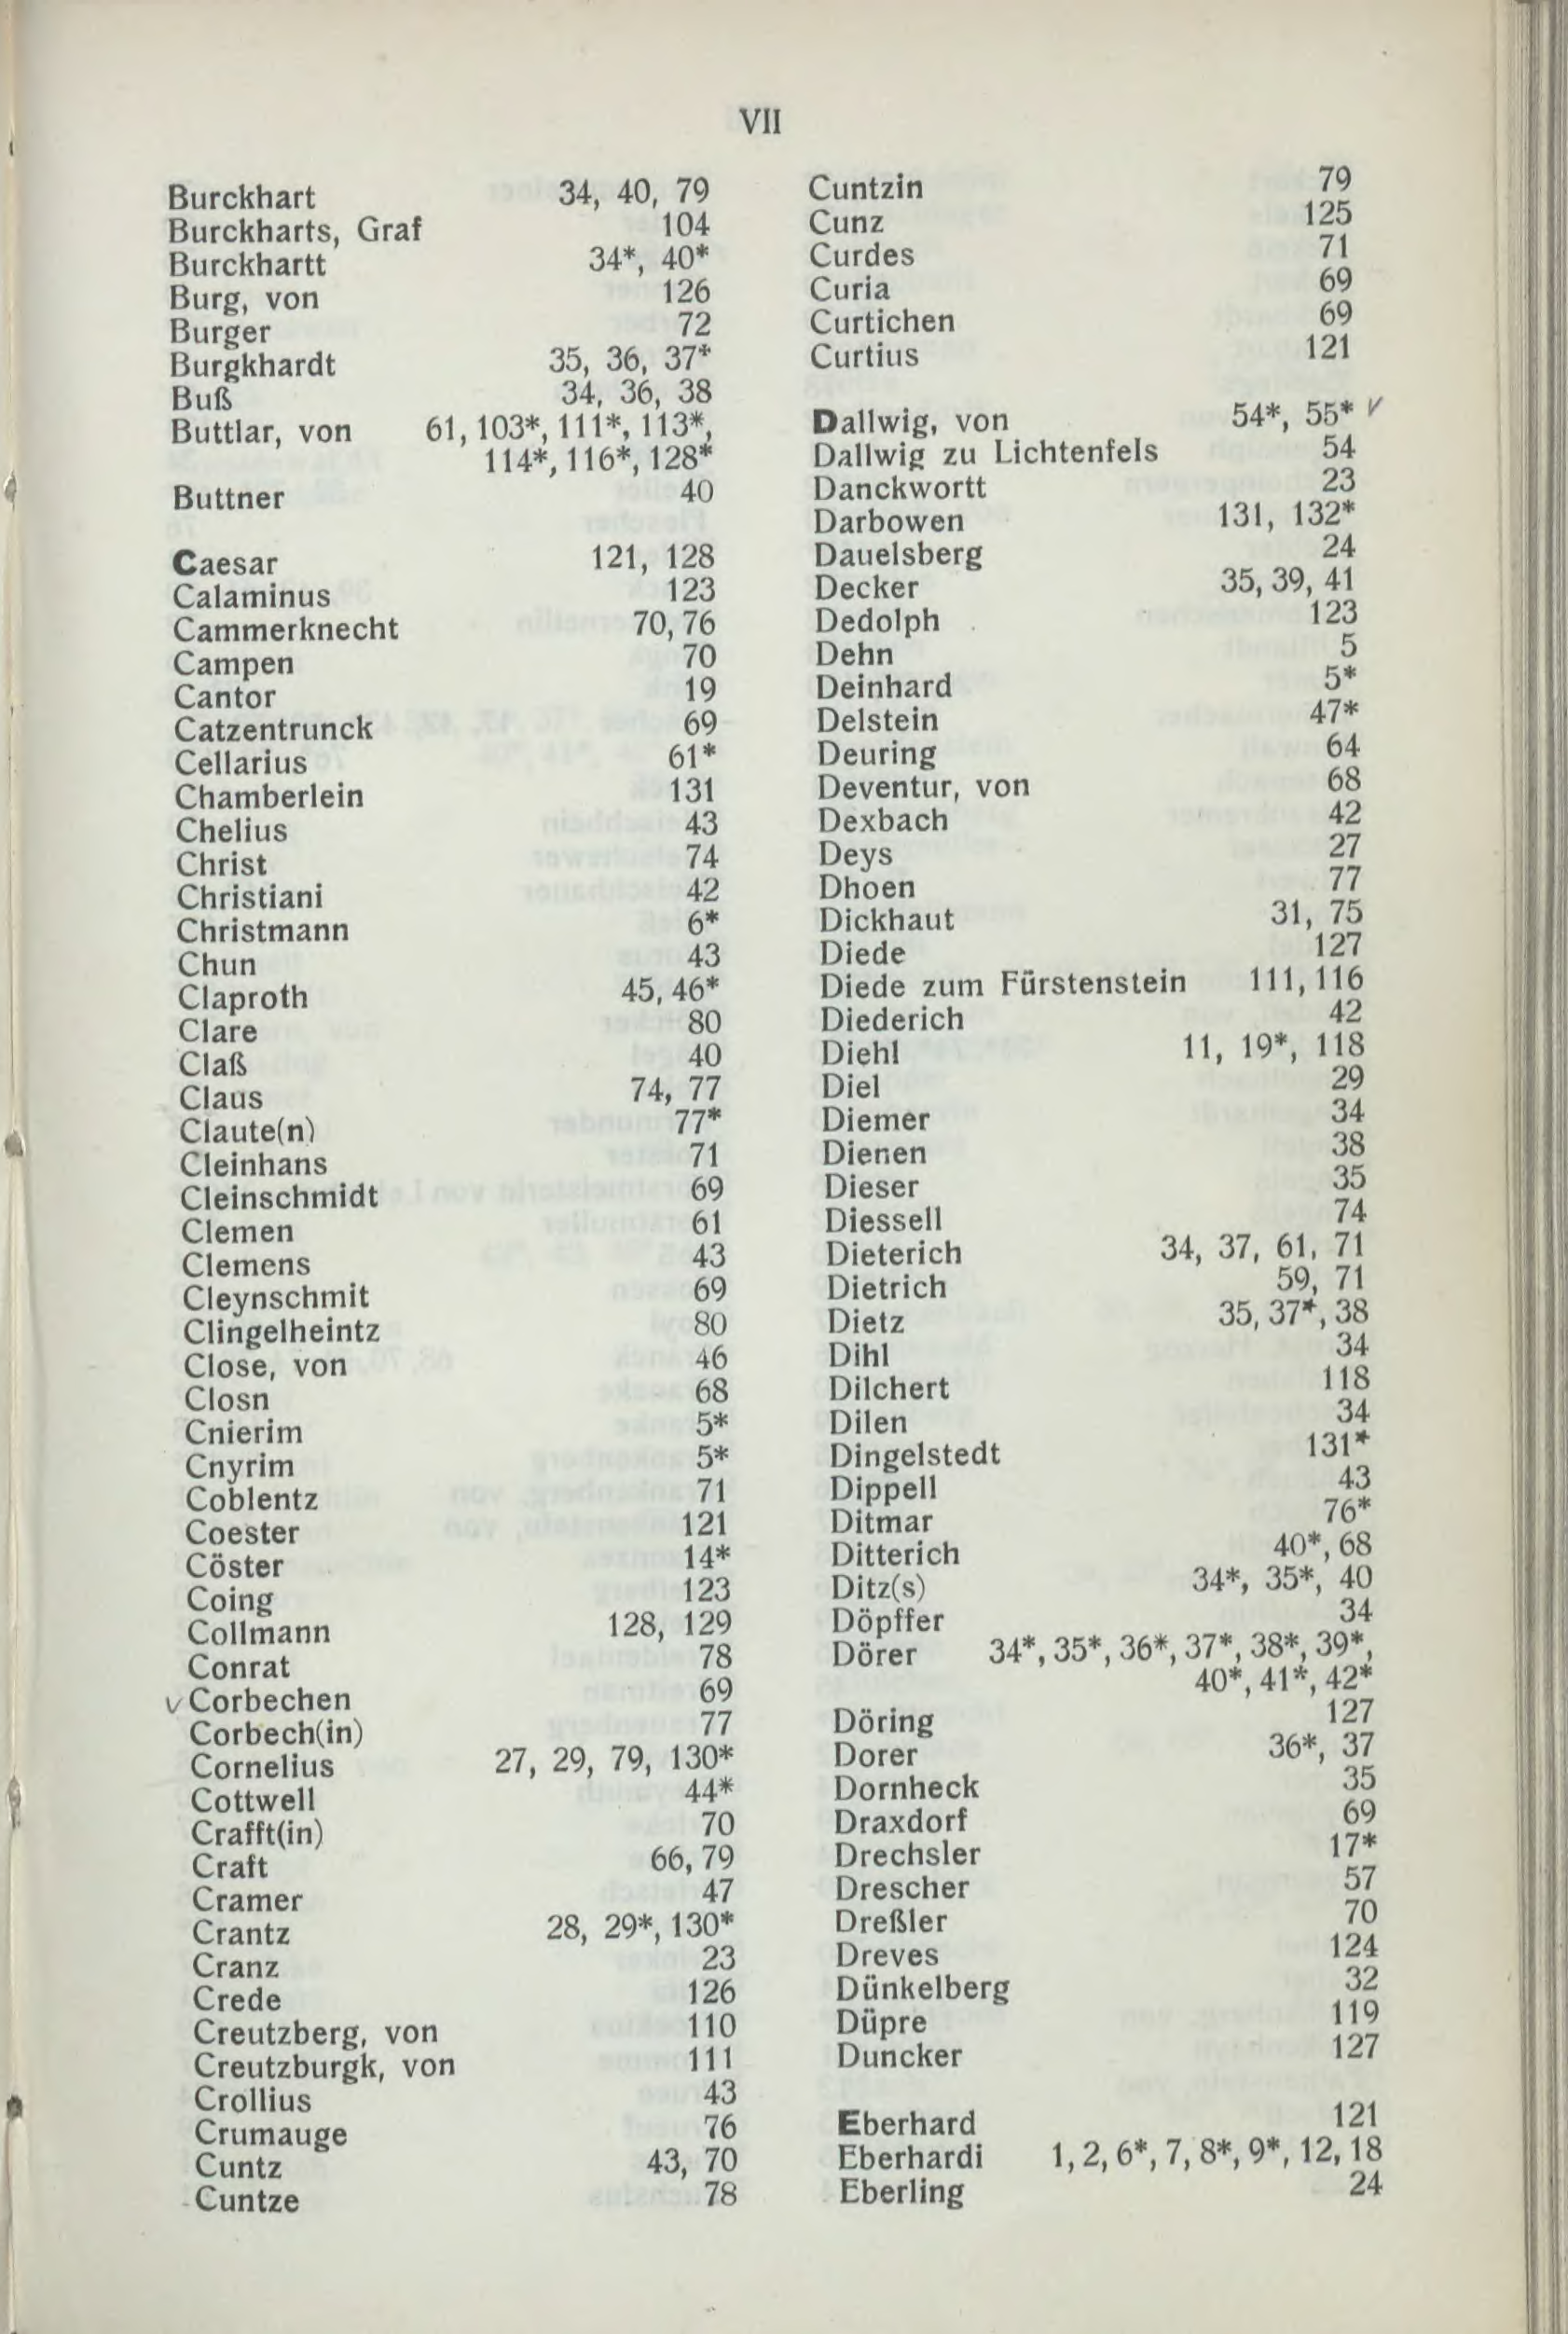 VII
Burckhart 34, 40, 79
Burckharts, Graf 104
Burckhartt 34*, 40*
Burg, von 126
Burger 72
Burgkhardt 35, 36, 37*
Buß 34, 36, 38
Buttlar, von 61, 103*, 111*, 113*,
114*, 116*, 128*
Buttner 40
Caesar 121, 128
Calaminus 123
Cammerknecht 70, 76
Campen 70
Cantor 19
Catzentrunck 69
Cellarius 61*
Chamberlein 131
Chelius 43
Christ 74
Christiani 42
Christmann 6*
Chun 43
Claproth 45, 46*
Clare 80
Claß 40
Claus 74, 77
Claute(n) 77*
Cleinhans 71
Cleinschmidt 69
Clemen 61
Clemens 43
Cleynschmit 69
Clingelheintz 80
Close, von 46
Closn 68
Cnierim 5*
Cnyrim 5*
Coblentz 71
Coester 121
Cöster 14*
Coing 123
Collmann 128, 129
Conrat 78
✓ Corbechen 69
Corbech(in) 77
Cornelius 27, 29, 79, 130*
Cottwell 44*
Crafft(in) 70
Craft 66, 79
Cramer 47
Crantz 28, 29*, 130*
Cranz 23
Crede 126
Creutzberg, von 110
Creutzburgk, von 111
Crollius 43
Crumauge 76
Cuntz 43, 70
Cuntze 78
Cuntzin 79
Cunz 125
Curdes 71
Curia 69
Curtichen 69
Curtius 121
Dallwig, von 54*, 55* ✓
Dallwig zu Lichtenfels 54
Danckwortt 23
Darbowen 131, 132*
Dauelsberg 24
Decker 35, 39, 41
Dedolph 123
Dehn 5
Deinhard 5*
Delstein 47*
Deuring 64
Deventur, von 68
Dexbach 42
Deys 27
Dhoen 77
Dickhaut 31, 75
Diede 127
Diede zum Fürstenstein 111, 116
Diederich 42
Diehl 11, 19*, 118
Diel 29
Diemer 34
Dienen 38
Dieser 35
Diessell 74
Dieterich 34, 37, 61, 71
Dietrich 59, 71
Dietz 35, 37*, 38
Dihl 34
Dilchert 118
Dilen 34
Dingelstedt 131*
Dippell 43
Ditmar 76*
Ditterich 40*, 68
Ditz(s) 34*, 35*, 40
Döpffer 34
Dörer 34*, 35*, 36*, 37*, 38*, 39*,
40*, 41*, 42*
Döring 127
Dorer 36*, 37
Dornheck 35
Draxdorf 69
Drechsler 17*
Drescher 57
Dreßler 70
Dreves 124
Dünkelberg 32
Düpre 119
Duncker 127
Eberhard 121
Eberhardi 1, 2, 6*, 7, 8*, 9*, 12, 18
Eberling 24